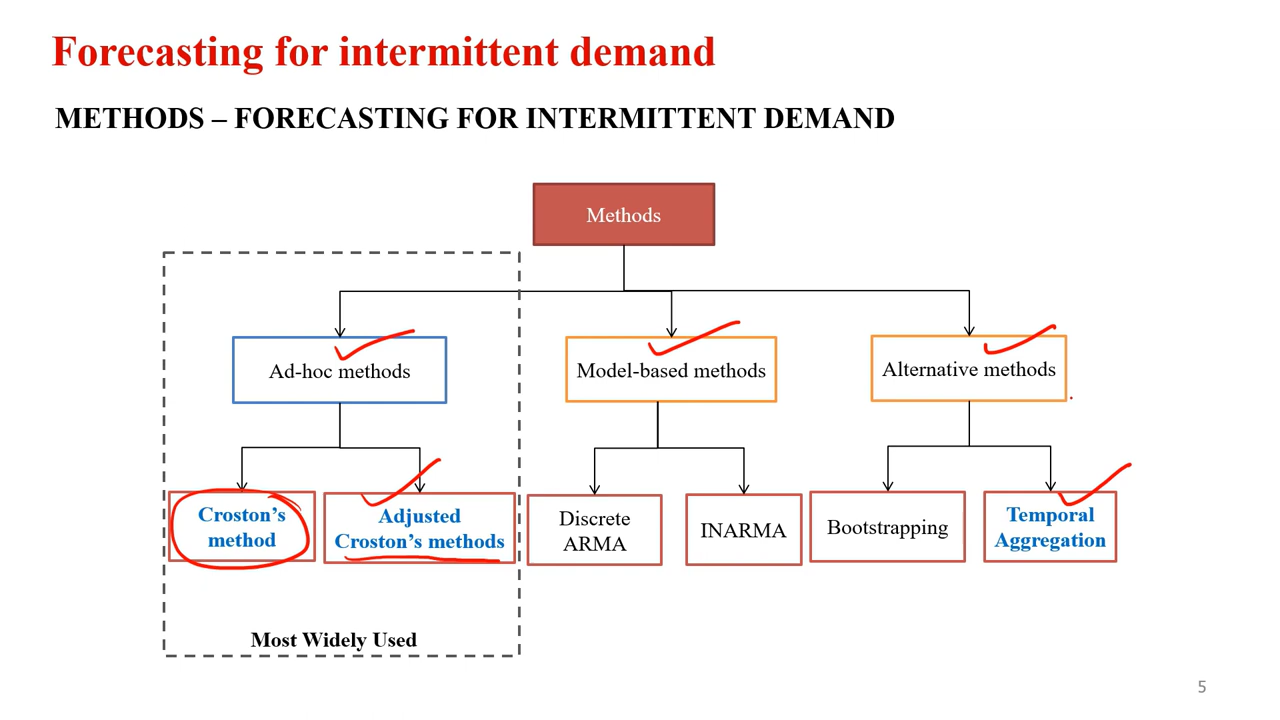 Forecasting for intermittent demand
METHODS – FORECASTING FOR INTERMITTENT DEMAND
Methods
Ad-hoc methods
Model-based methods
Alternative methods
Croston's
method
Adjusted
Croston's methods
Discrete
ARMA
INARMA
Bootstrapping
Temporal
Aggregation
Most Widely Used
5